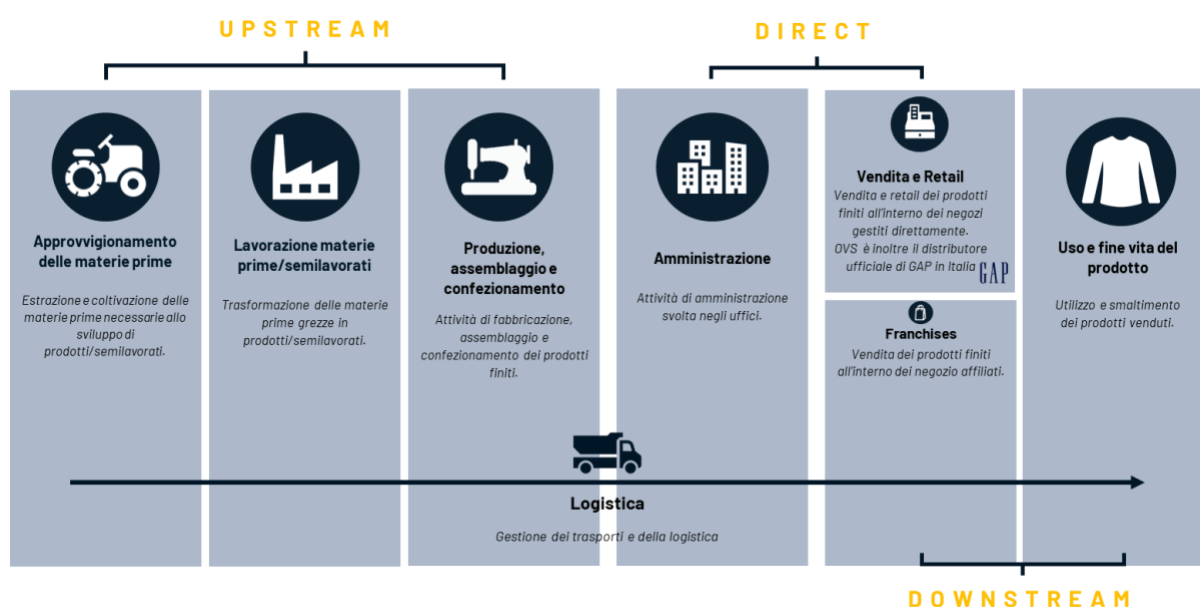 UPSTREAM
DIRECT
Approvvigionamento
delle materie prime
Estrazione e coltivazione delle
materie prime necessarie allo
sviluppo di
prodotti/semilavorati.
Lavorazione materie
prime/semilavorati
Trasformazione delle materie
prime grezze in
prodotti/semilavorati.
Produzione,
assemblaggio e
confezionamento
Attività di fabbricazione,
assemblaggio e
confezionamento dei prodotti
finiti.
Amministrazione
Attività di amministrazione
svolta negli uffici.
Vendita e Retail
Vendita e retail dei prodotti
finiti all'interno dei negozi
gestiti direttamente.
OVS è inoltre il distributore
ufficiale di GAP in Italia
GAP
Franchises
Vendita dei prodotti finiti
all'interno dei negozio affiliati.
Uso e fine vita del
prodotto
Utilizzo e smaltimento
dei prodotti venduti.
Logistica
Gestione dei trasporti e della logistica
DOWNSTREAM